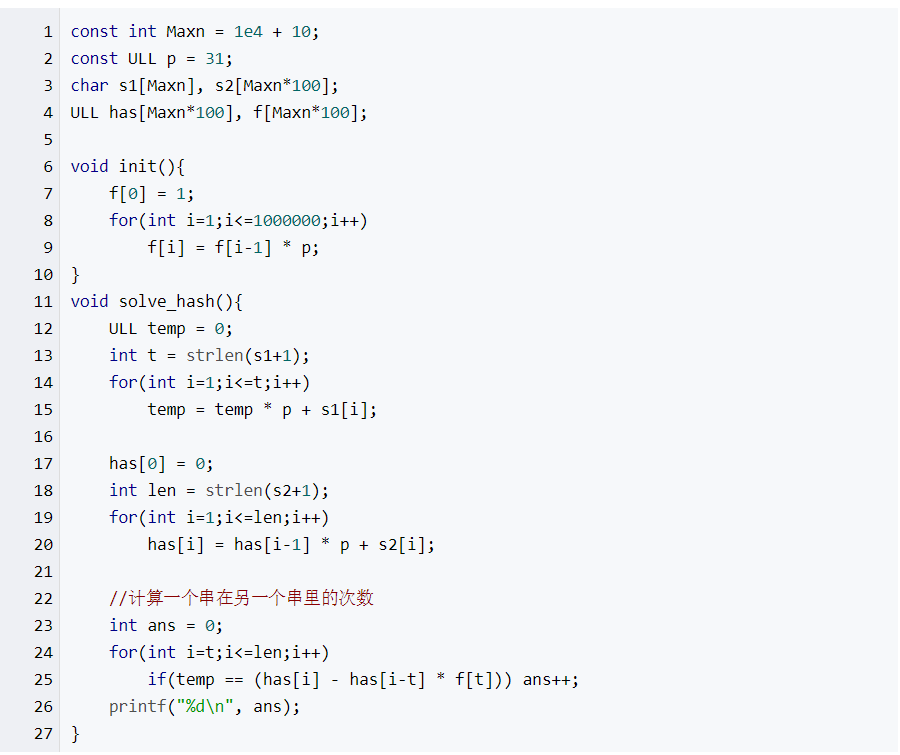 1 const int Maxn = 1e4 + 10;
2 const ULL p = 31;
3 char s1[Maxn], s2[Maxn*100];
4 ULL has[Maxn*100], f[Maxn*100];
5
6 void init(){
7     f[0] = 1;
8     for(int i=1;i<=1000000;i++)
9         f[i] = f[i-1] * p;
10 }
11 void solve_hash(){
12     ULL temp = 0;
13     int t = strlen(s1+1);
14     for(int i=1;i<=t;i++)
15         temp = temp * p + s1[i];
16
17     has[0] = 0;
18     int len = strlen(s2+1);
19     for(int i=1;i<=len;i++)
20         has[i] = has[i-1] * p + s2[i];
21
22     //计算一个串在另一个串里的次数
23     int ans = 0;
24     for(int i=t;i<=len;i++)
25         if(temp == (has[i] - has[i-t] * f[t])) ans++;
26     printf("%d\n", ans);
27 }